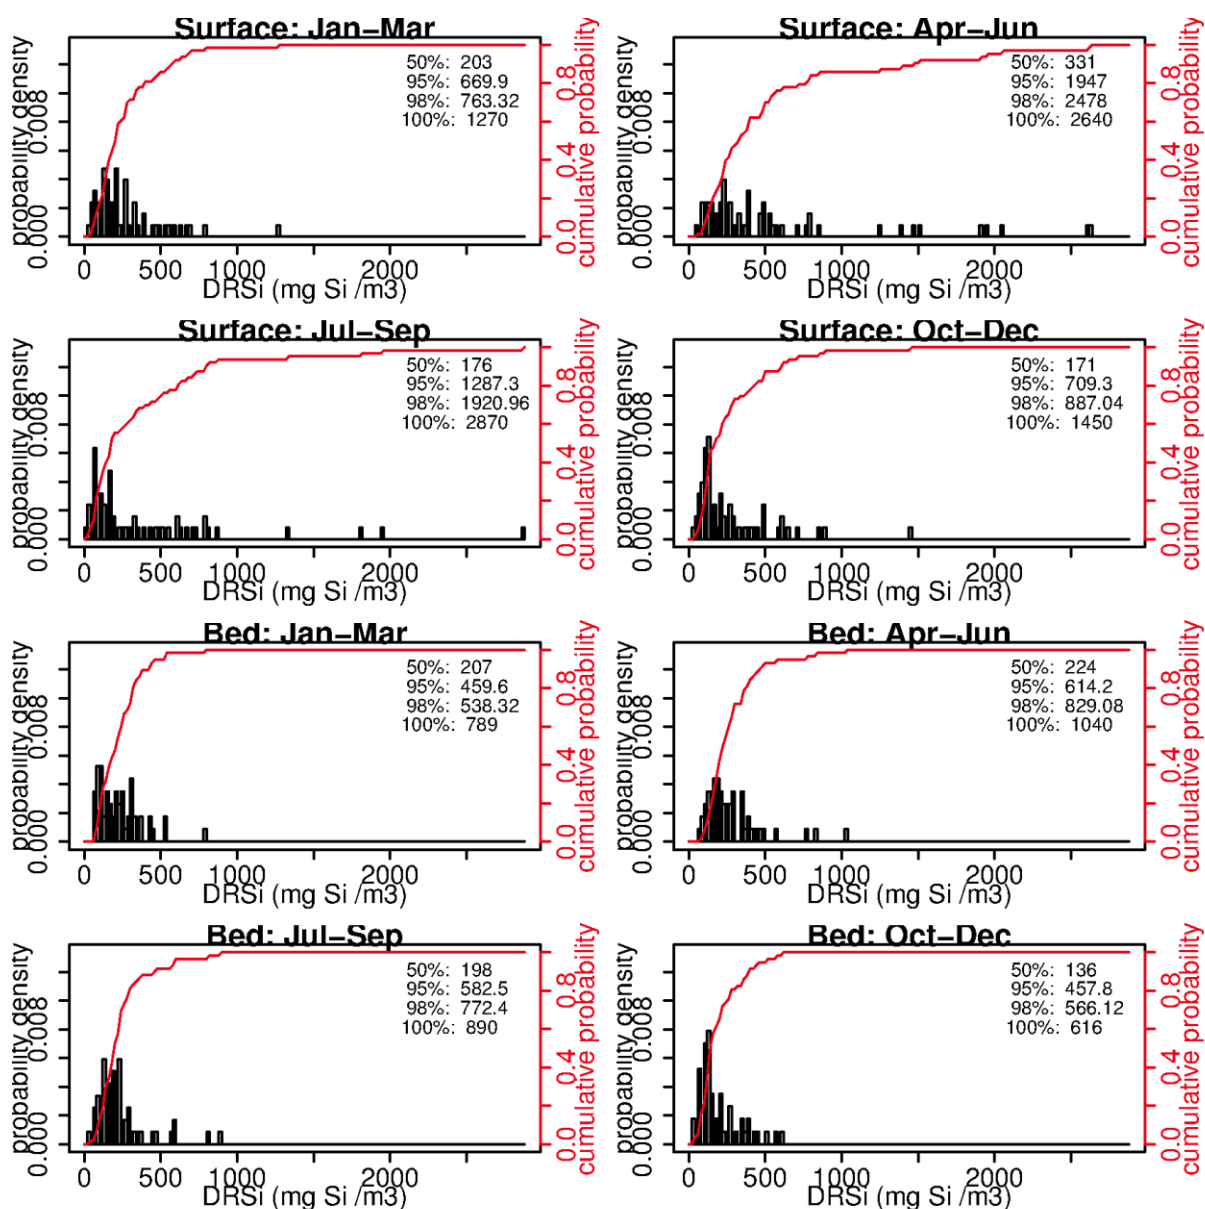 Surface: Jan−Mar
probability density
0.000
0.008
50%: 203
95%: 669.9
98%: 763.32
100%: 1270
cumulative probability
0.0
0.4
0.8
0 500 1000 2000
DRSi (mg Si /m3)
Surface: Apr−Jun
probability density
0.000
0.008
50%: 331
95%: 1947
98%: 2478
100%: 2640
cumulative probability
0.0
0.4
0.8
0 500 1000 2000
DRSi (mg Si /m3)
Surface: Jul−Sep
probability density
0.000
0.008
50%: 176
95%: 1287.3
98%: 1920.96
100%: 2870
cumulative probability
0.0
0.4
0.8
0 500 1000 2000
DRSi (mg Si /m3)
Surface: Oct−Dec
probability density
0.000
0.008
50%: 171
95%: 709.3
98%: 887.04
100%: 1450
cumulative probability
0.0
0.4
0.8
0 500 1000 2000
DRSi (mg Si /m3)
Bed: Jan−Mar
probability density
0.000
0.008
50%: 207
95%: 459.6
98%: 538.32
100%: 789
cumulative probability
0.0
0.4
0.8
0 500 1000 2000
DRSi (mg Si /m3)
Bed: Apr−Jun
probability density
0.000
0.008
50%: 224
95%: 614.2
98%: 829.08
100%: 1040
cumulative probability
0.0
0.4
0.8
0 500 1000 2000
DRSi (mg Si /m3)
Bed: Jul−Sep
probability density
0.000
0.008
50%: 198
95%: 582.5
98%: 772.4
100%: 890
cumulative probability
0.0
0.4
0.8
0 500 1000 2000
DRSi (mg Si /m3)
Bed: Oct−Dec
probability density
0.000
0.008
50%: 136
95%: 457.8
98%: 566.12
100%: 616
cumulative probability
0.0
0.4
0.8
0 500 1000 2000
DRSi (mg Si /m3)